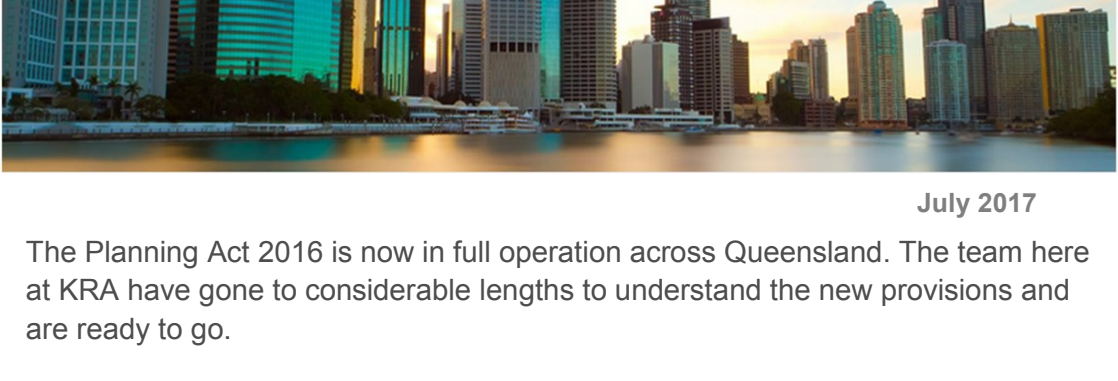 July 2017
The Planning Act 2016 is now in full operation across Queensland. The team here
at KRA have gone to considerable lengths to understand the new provisions and
are ready to go.